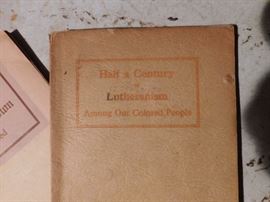 Half a Century
of
Lutheranism
Among Our Colored People